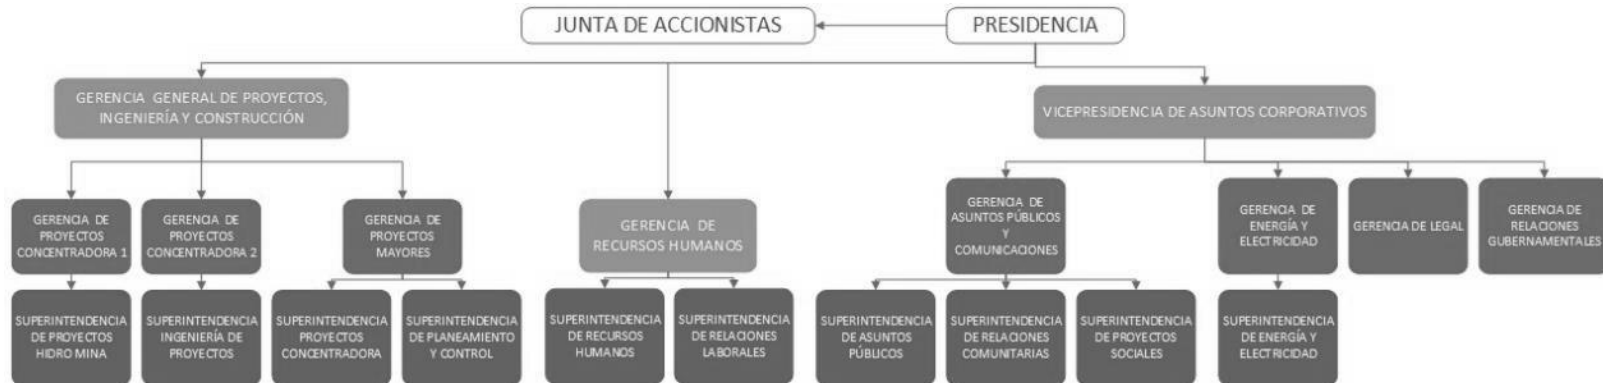 JUNTA DE ACCIONISTAS
PRESIDENCIA
GERENCIA GENERAL DE PROYECTOS,
INGENIERÍA Y CONSTRUCCIÓN
VICEPRESIDENCIA DE ASUNTOS CORPORATIVOS
GERENCIA DE
PROYECTOS
CONCENTRADORA 1
GERENCIA DE
PROYECTOS
CONCENTRADORA 2
GERENCIA DE
PROYECTOS
MAYORES
GERENCIA DE
RECURSOS HUMANOS
GERENCIA DE
ASUNTOS PÚBLICOS
Y
COMUNICACIONES
GERENCIA DE
ENERGÍA Y
ELECTRICIDAD
GERENCIA DE LEGAL
GERENCIA DE
RELACIONES
GUBERNAMENTALES
SUPERINTENDENCIA
DE PROYECTOS
HIDRO MINA
SUPERINTENDENCIA
INGENIERÍA DE
PROYECTOS
SUPERINTENDENCIA
PROYECTOS
CONCENTRADORA
SUPERINTENDENCIA
DE PLANEAMIENTO
Y CONTROL
SUPERINTENDENCIA
DE RECURSOS
HUMANOS
SUPERINTENDENCIA
DE RELACIONES
LABORALES
SUPERINTENDENCIA
DE ASUNTOS
PÚBLICOS
SUPERINTENDENCIA
DE RELACIONES
COMUNITARIAS
SUPERINTENDENCIA
DE PROYECTOS
SOCIALES
SUPERINTENDENCIA
DE ENERGÍA Y
ELECTRICIDAD